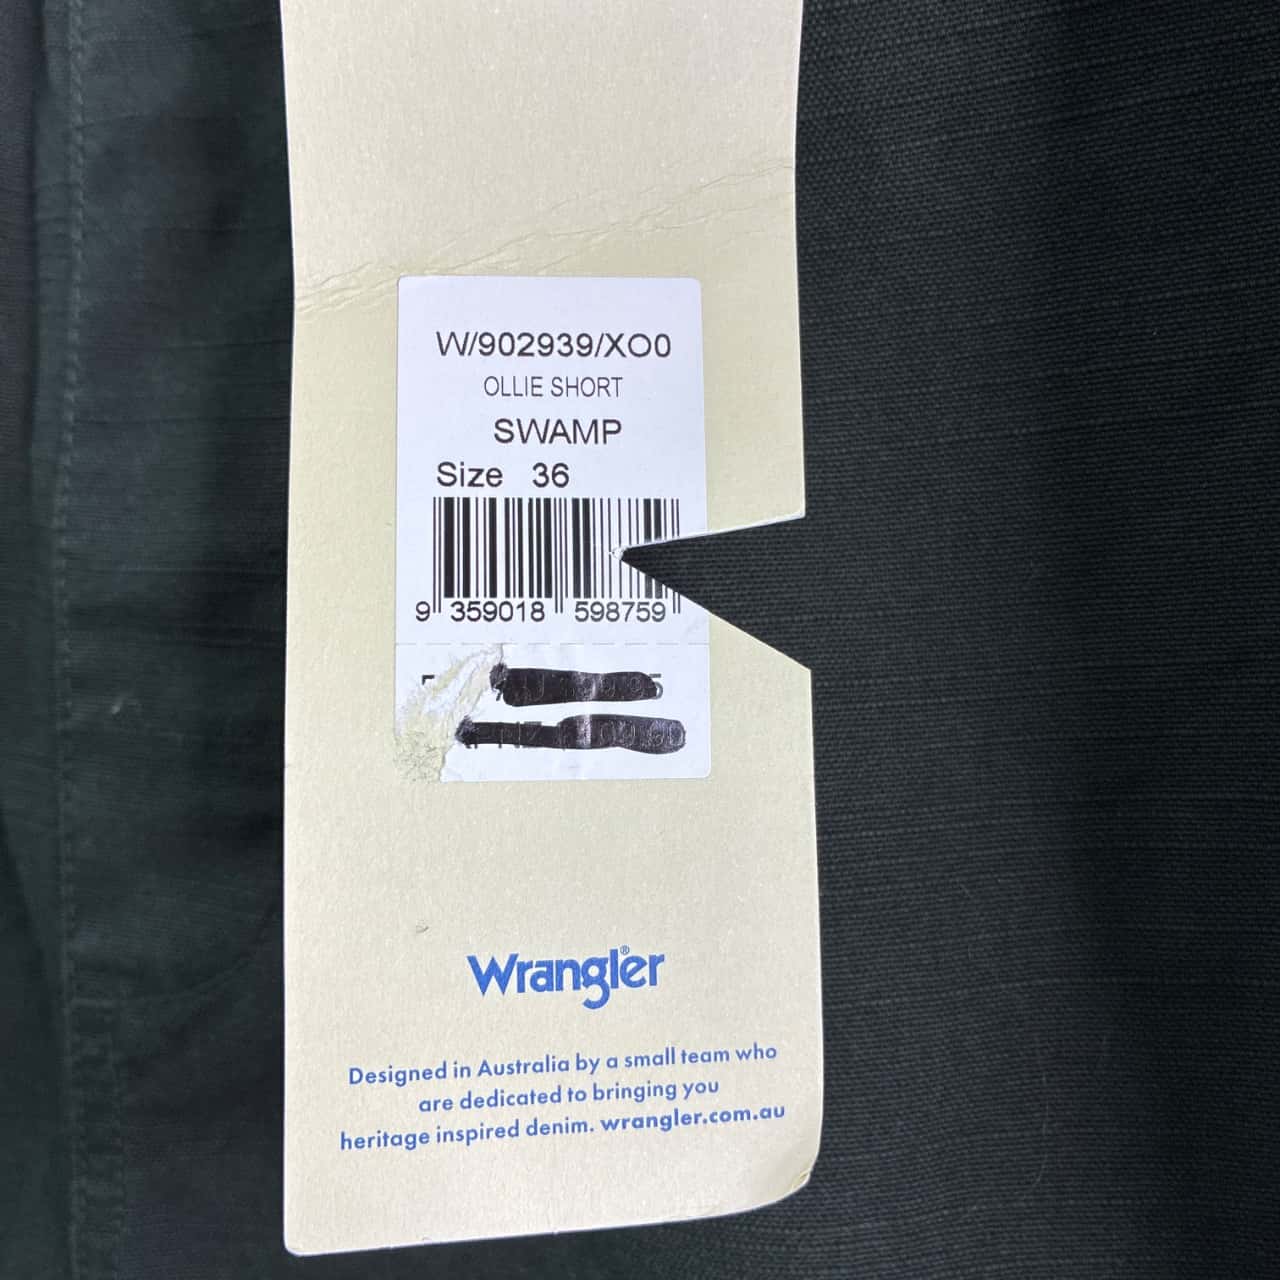 W/902939/XO0
OLLIE SHORT
SWAMP
Size 36
9 359018 598759
Wrangler®
Designed in Australia by a small team who
are dedicated to bringing you
heritage inspired denim. wrangler.com.au